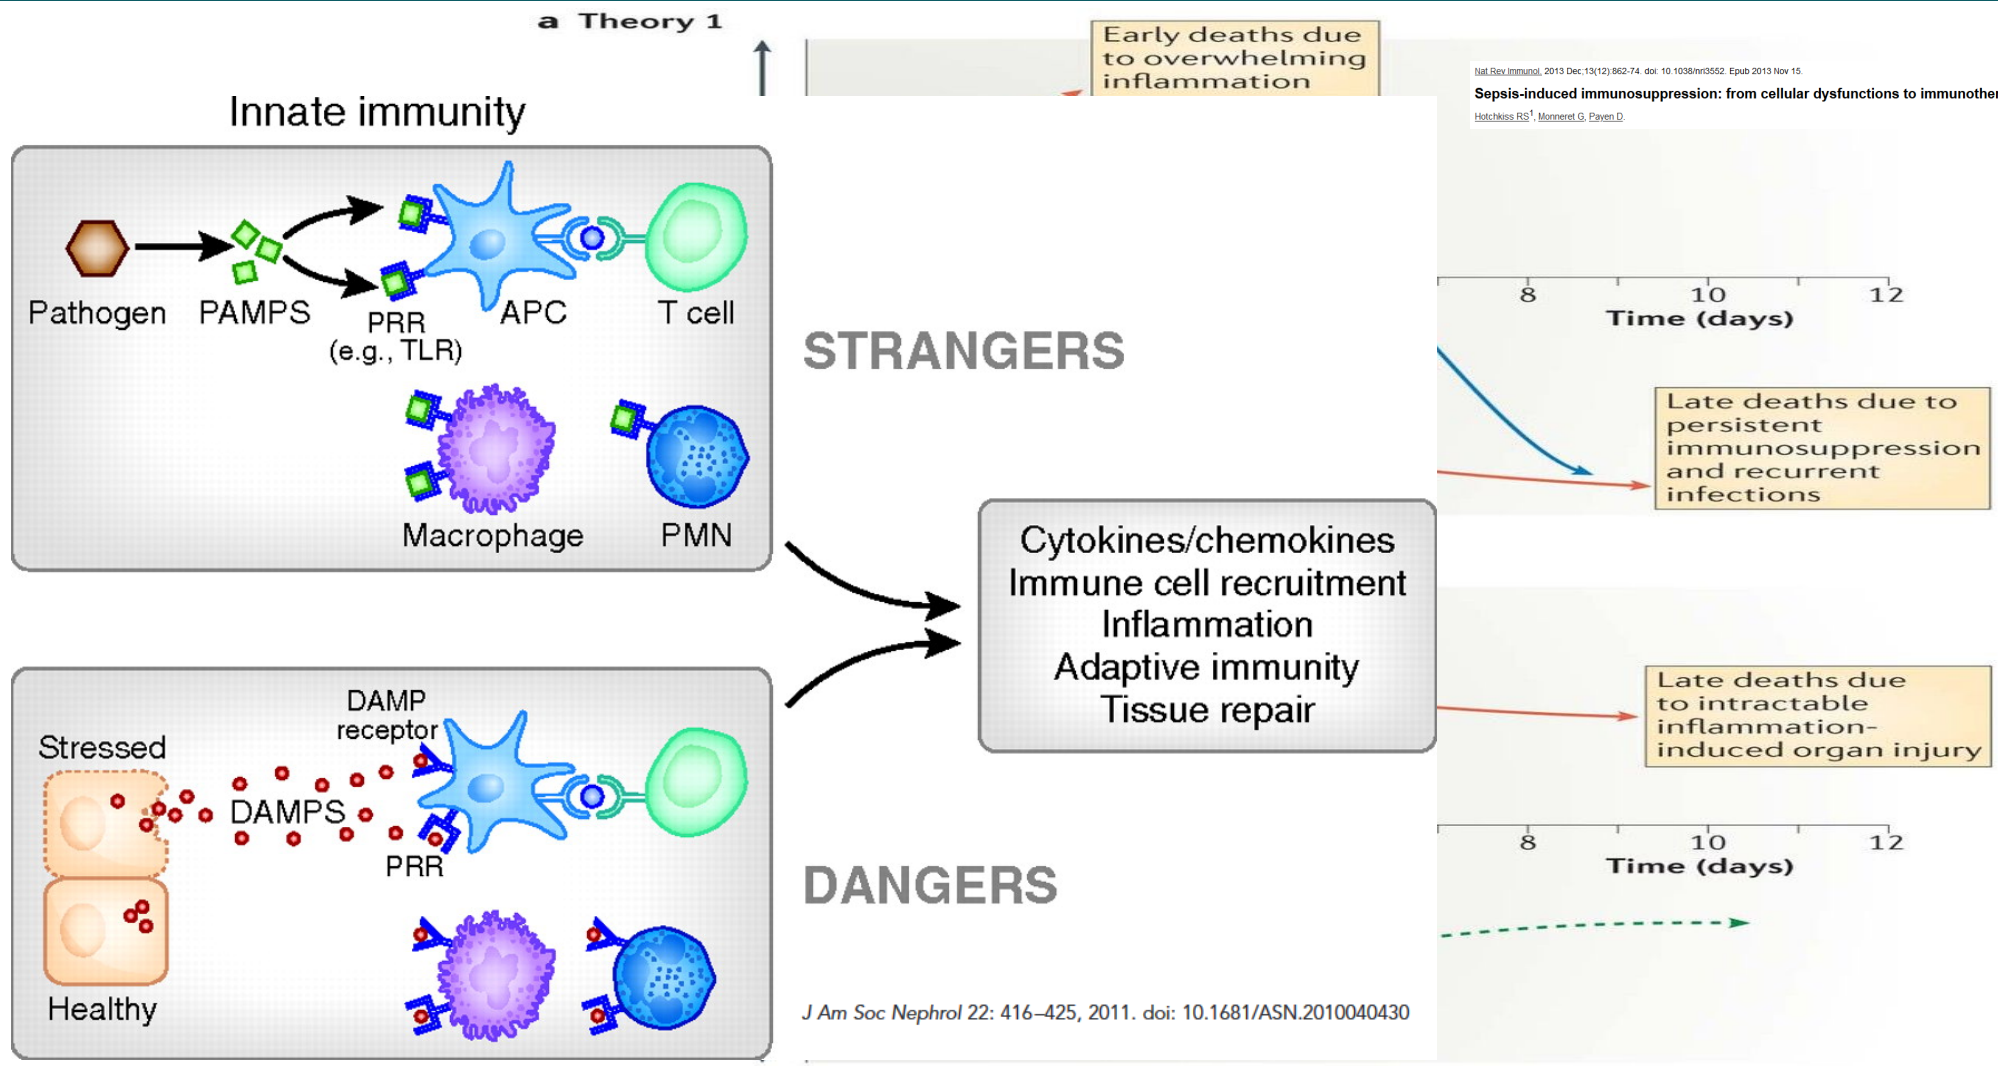 a Theory 1
Early deaths due
to overwhelming
inflammation
Nat Rev Immunol. 2013 Dec;13(12):862-74. doi: 10.1038/nri3552. Epub 2013 Nov 15.
Sepsis-induced immunosuppression: from cellular dysfunctions to
Hotchkiss RS1, Monneret G, Payen D.
Innate immunity
Pathogen
PAMPS
PRR
(e.g., TLR)
APC
T cell
Macrophage
PMN
STRANGERS
8
10
12
Time (days)
Late deaths due to
persistent
immunosuppression
and recurrent
infections
Cytokines/chemokines
Immune cell recruitment
Inflammation
Adaptive immunity
Tissue repair
DAMP
receptor
Stressed
DAMPS
PRR
Healthy
Late deaths due
to intractable
inflammation-
induced organ injury
8
10
12
Time (days)
DANGERS
J Am Soc Nephrol 22: 416–425, 2011. doi: 10.1681/ASN.2010040430